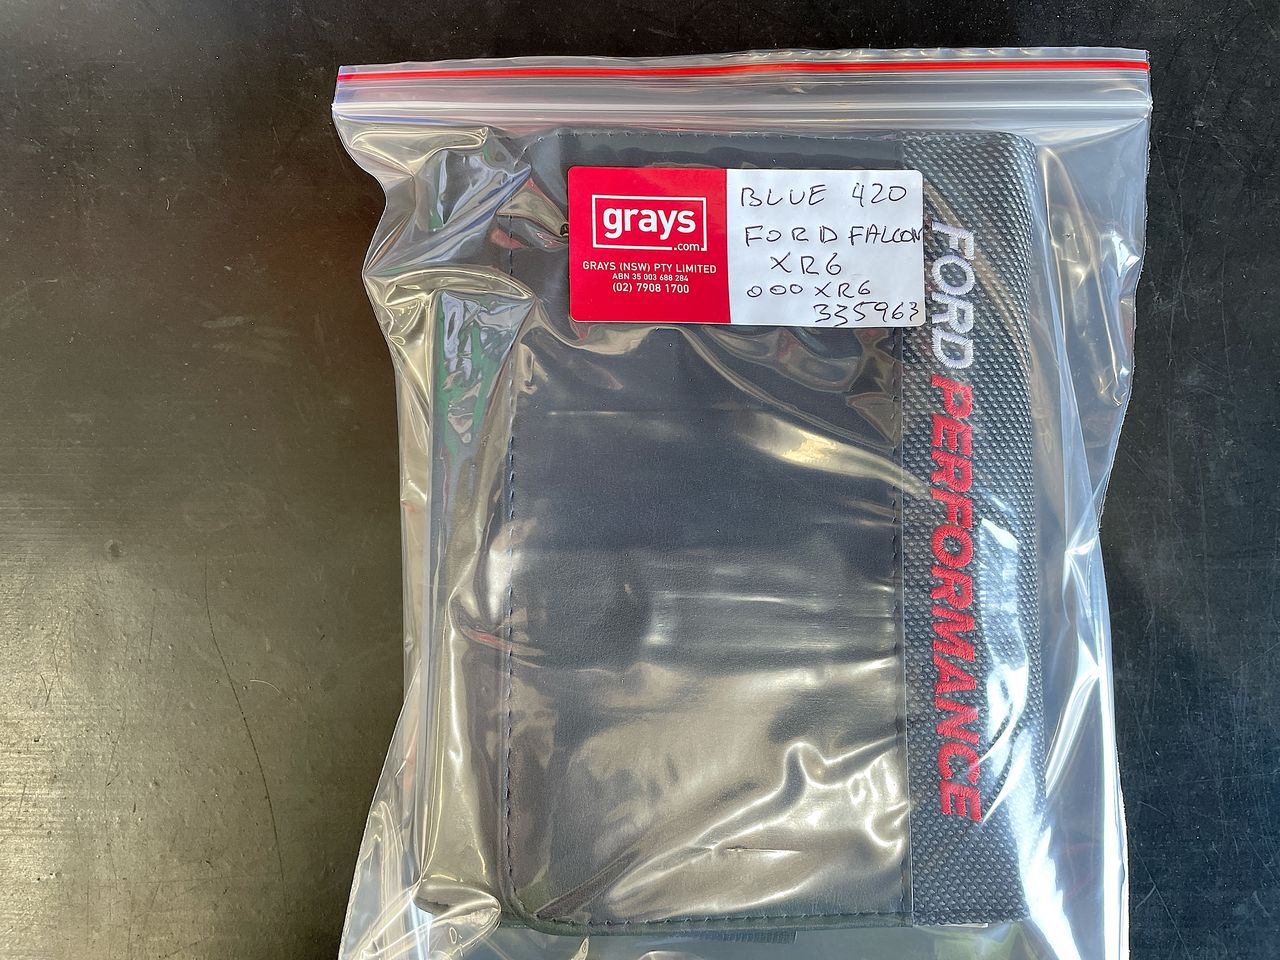 grays
.com
GRAYS (NSW) PTY LIMITED
ABN 35 003 688 284
(02) 7908 1700
BLUE 420
FORD FALCON
XR6
000 XR6
335963
FORD PERFORMANCE